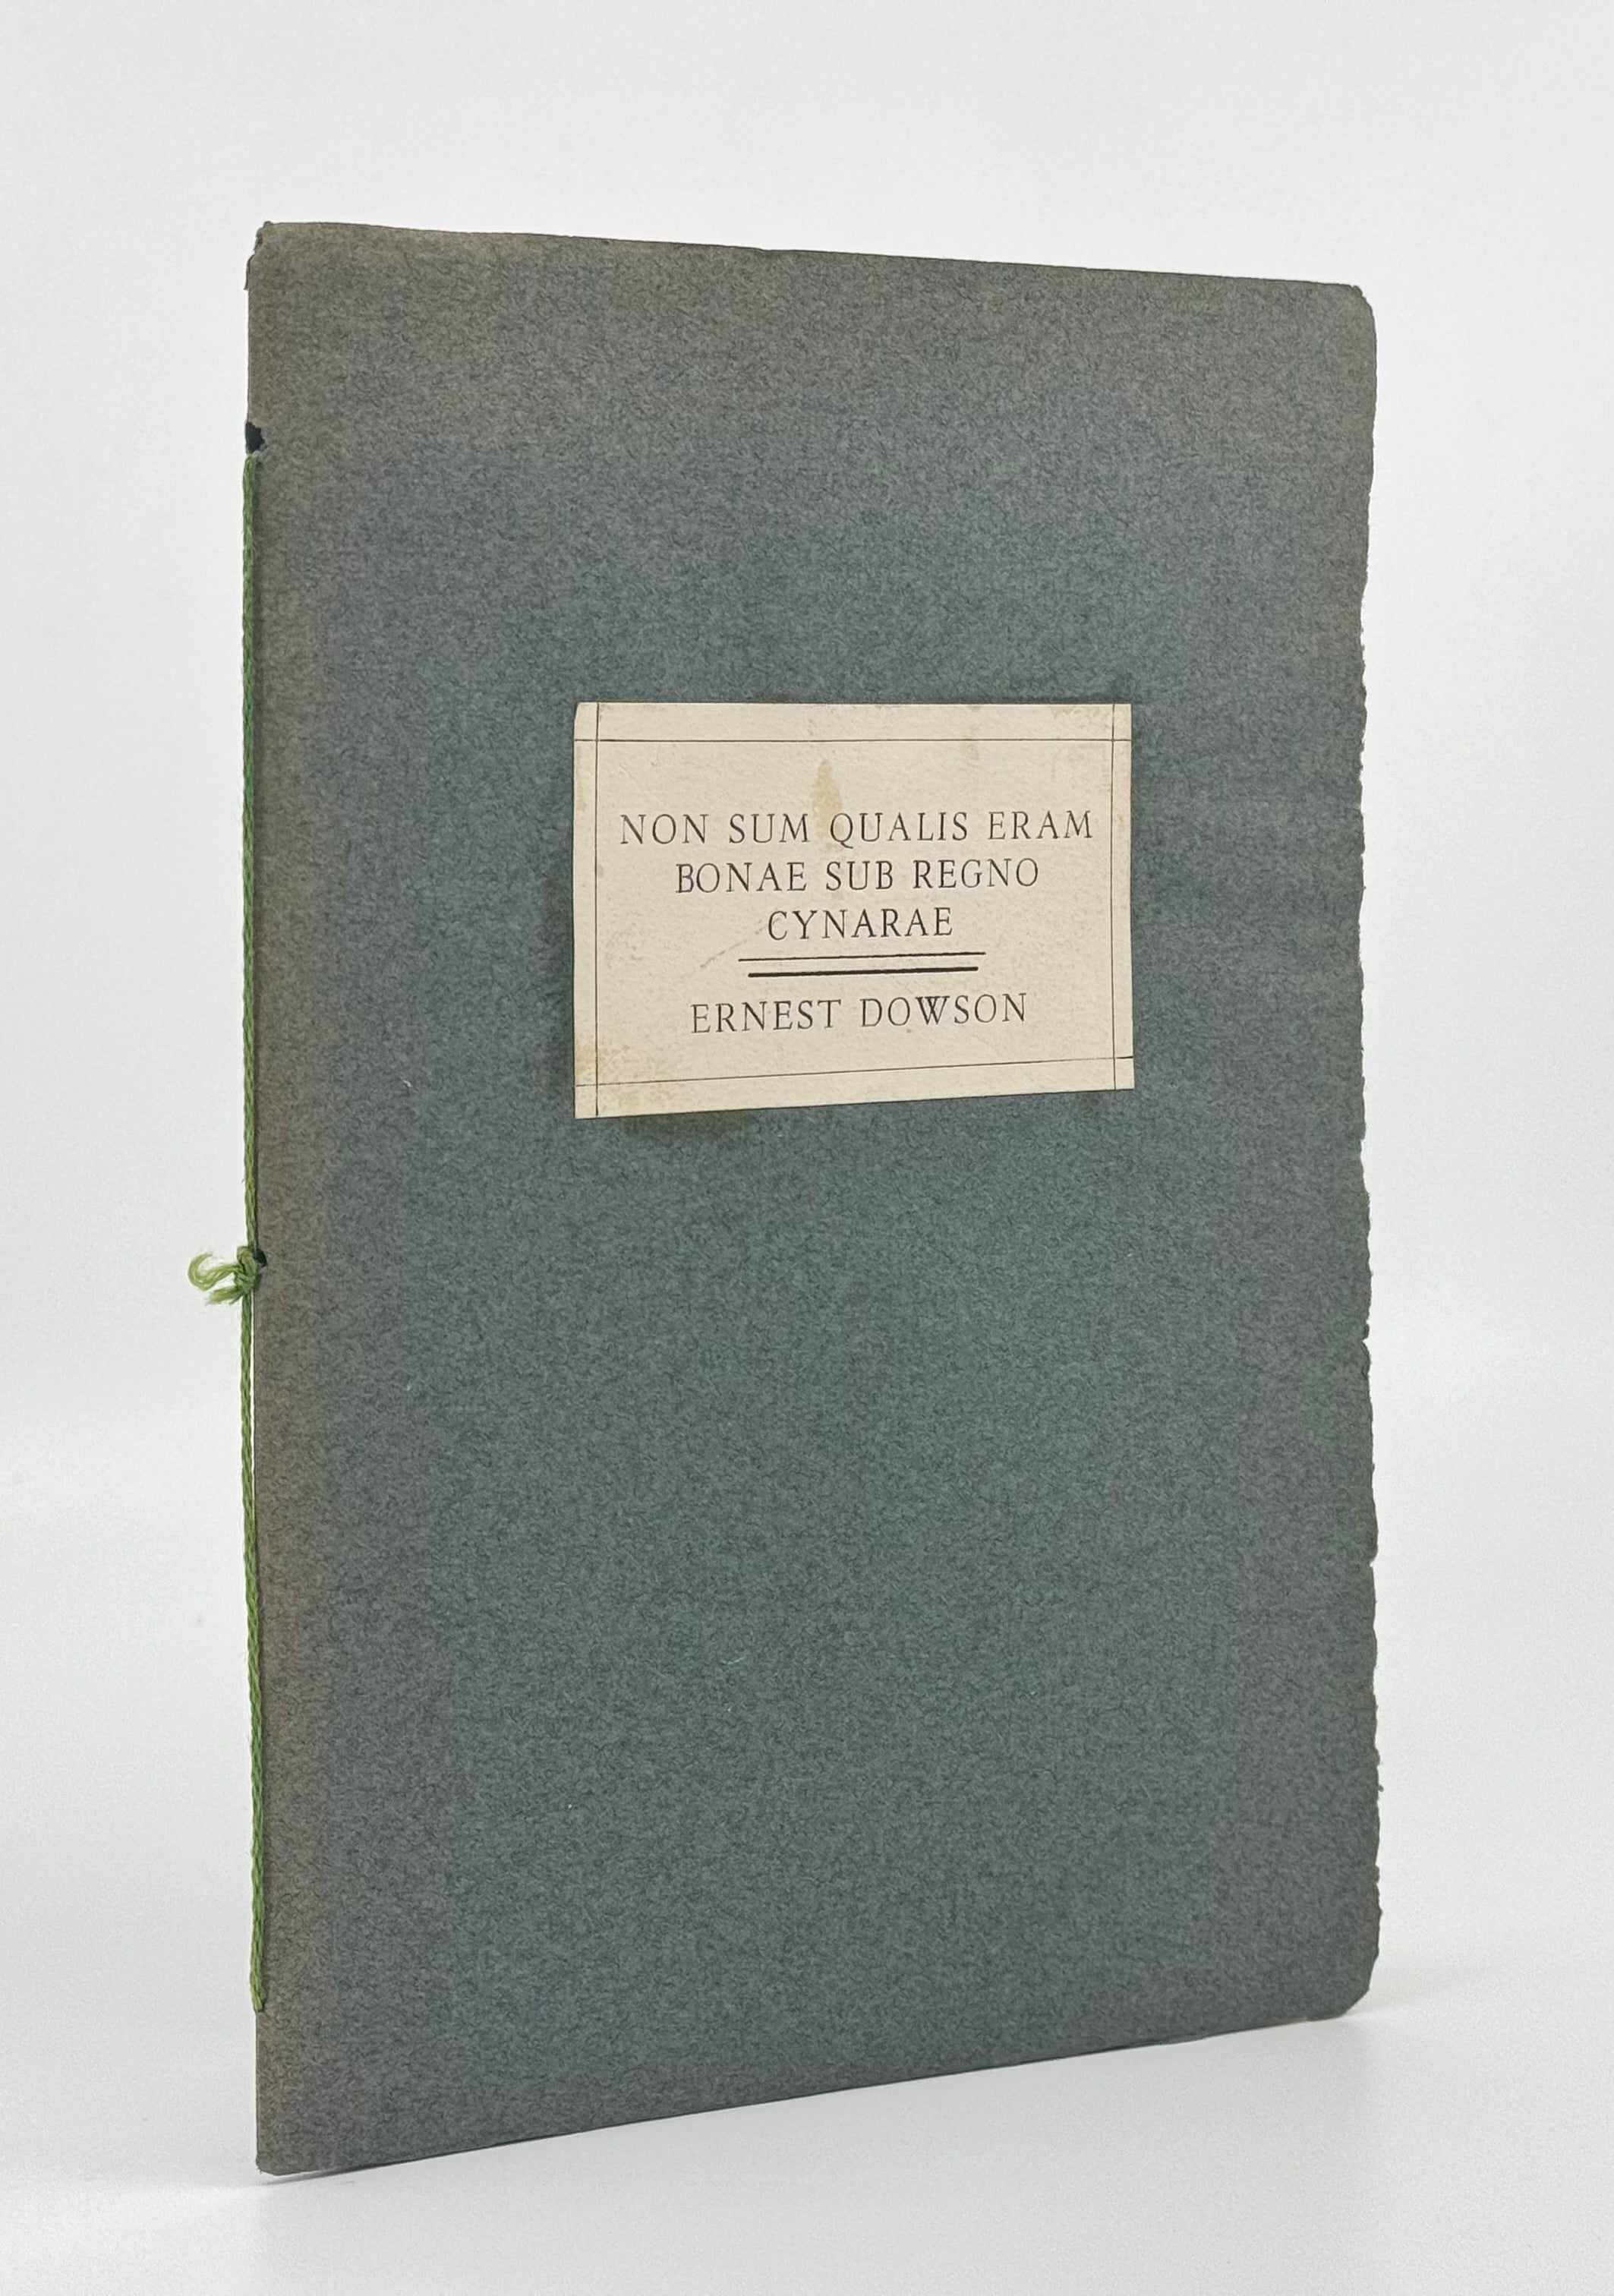 NON SUM QUALIS ERAM
BONAE SUB REGNO
CYNARAE
ERNEST DOWSON